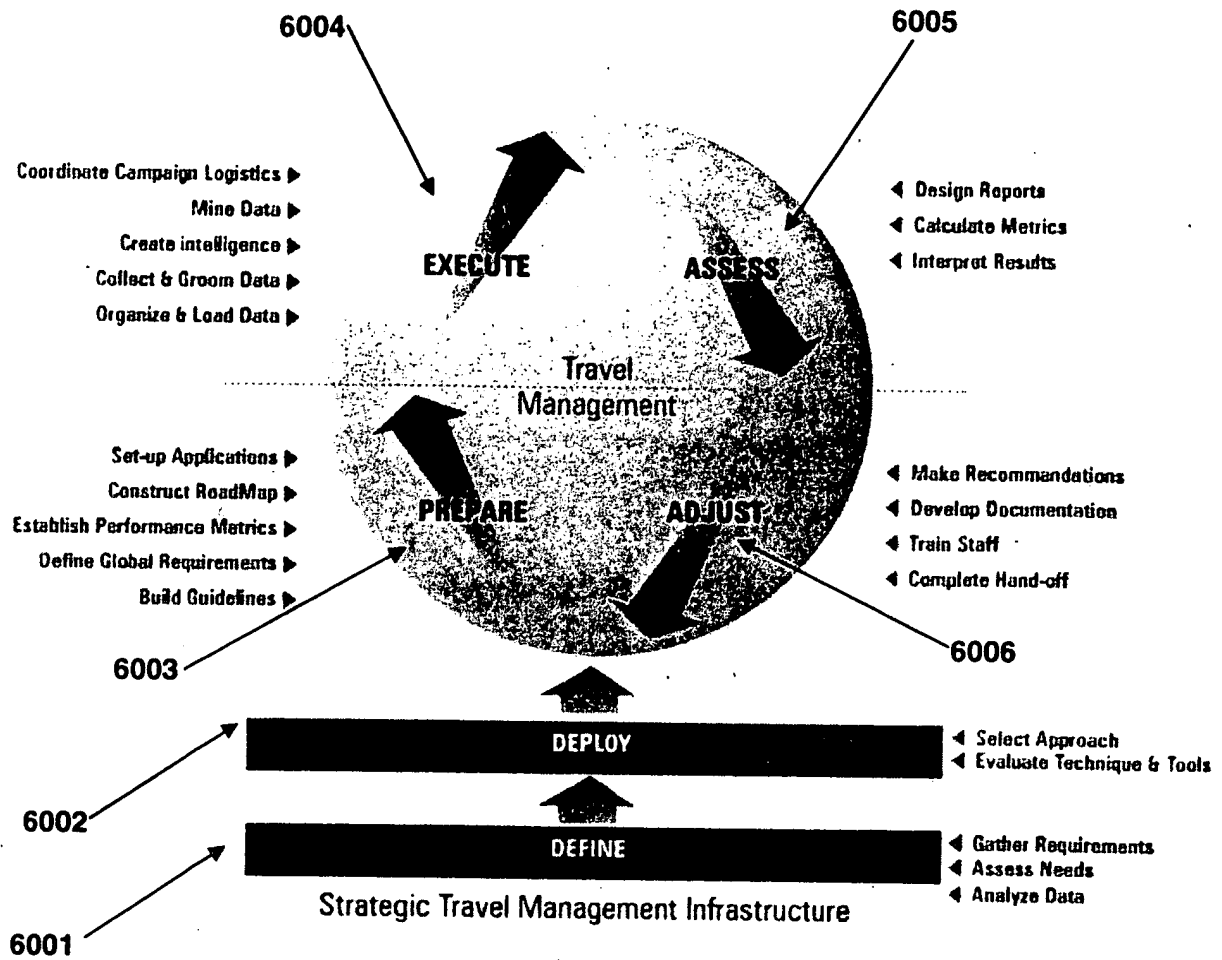 6004
6005
Coordinate Campaign Logistics
Mine Data
Create intelligence
Collect & Groom Data
Organize & Load Data
EXECUTE
ASSESS
Design Reports
Calculate Metrics
Interpret Results
Travel
Management
Set-up Applications
Construct RoadMap
Establish Performance Metrics
Define Global Requirements
Build Guidelines
PREPARE
ADJUST
Make Recommandations
Develop Documentation
Train Staff
Complete Hand-off
6003
6006
DEPLOY
Select Approach
Evaluate Technique & Tools
6002
DEFINE
Gather Requirements
Assess Needs
Analyze Data
Strategic Travel Management Infrastructure
6001